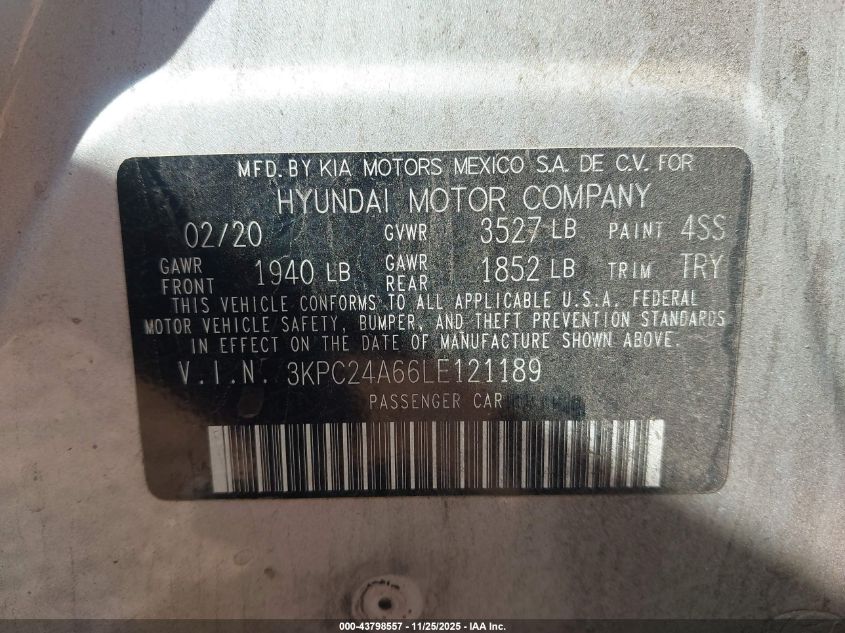 MFD. BY KIA MOTORS MEXICO S.A. DE C.V. FOR
HYUNDAI MOTOR COMPANY
02/20 GVWR 3527 LB PAINT 4SS
GAWR FRONT 1940 LB GAWR REAR 1852 LB TRIM TRY
THIS VEHICLE CONFORMS TO ALL APPLICABLE U.S.A. FEDERAL
MOTOR VEHICLE SAFETY, BUMPER, AND THEFT PREVENTION STANDARDS
IN EFFECT ON THE DATE OF MANUFACTURE SHOWN ABOVE.
V.I.N. 3KPC24A66LE121189
PASSENGER CAR
000-43798557 - 11/25/2025 - IAA Inc.